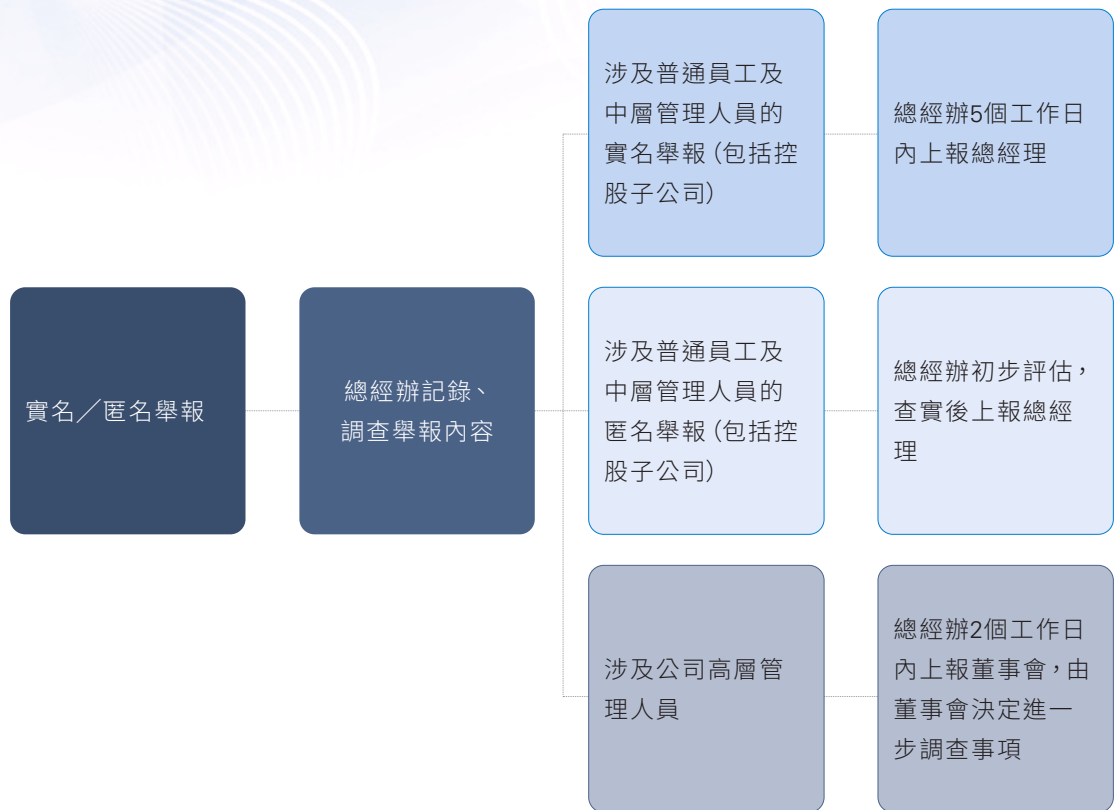 實名／匿名舉報
總經辦記錄、
調查舉報內容
涉及普通員工及
中層管理人員的
實名舉報（包括控
股子公司）
總經辦5個工作日
內上報總經理
涉及普通員工及
中層管理人員的
匿名舉報（包括控
股子公司）
總經辦初步評估，
查實後上報總經
理
涉及公司高層管
理人員
總經辦2個工作日
內上報董事會，由
董事會決定進一
步調查事項